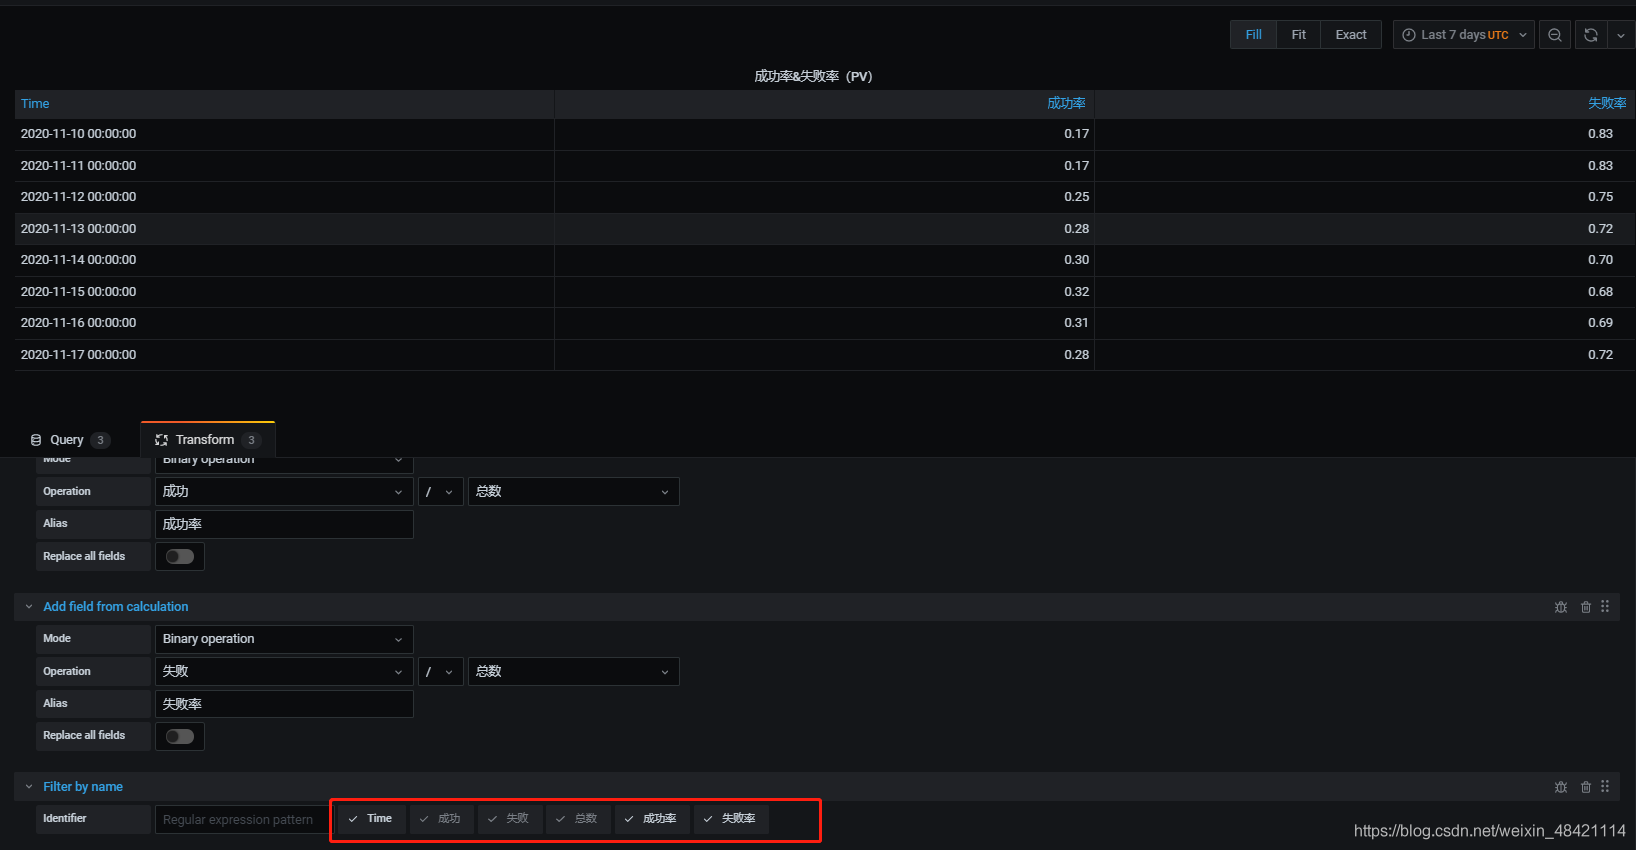 Fill Fit Exact Last 7 days UTC
成功率&失败率（PV）
Time 成功率 失败率
2020-11-10 00:00:00 0.17 0.83
2020-11-11 00:00:00 0.17 0.83
2020-11-12 00:00:00 0.25 0.75
2020-11-13 00:00:00 0.28 0.72
2020-11-14 00:00:00 0.30 0.70
2020-11-15 00:00:00 0.32 0.68
2020-11-16 00:00:00 0.31 0.69
2020-11-17 00:00:00 0.28 0.72
Query 3 Transform 3
Mode Binary operation
Operation 成功 / 总数
Alias 成功率
Replace all fields
Add field from calculation
Mode Binary operation
Operation 失败 / 总数
Alias 失败率
Replace all fields
Filter by name
Identifier Regular expression pattern Time 成功 失败 总数 成功率 失败率
https://blog.csdn.net/weixin_48421114